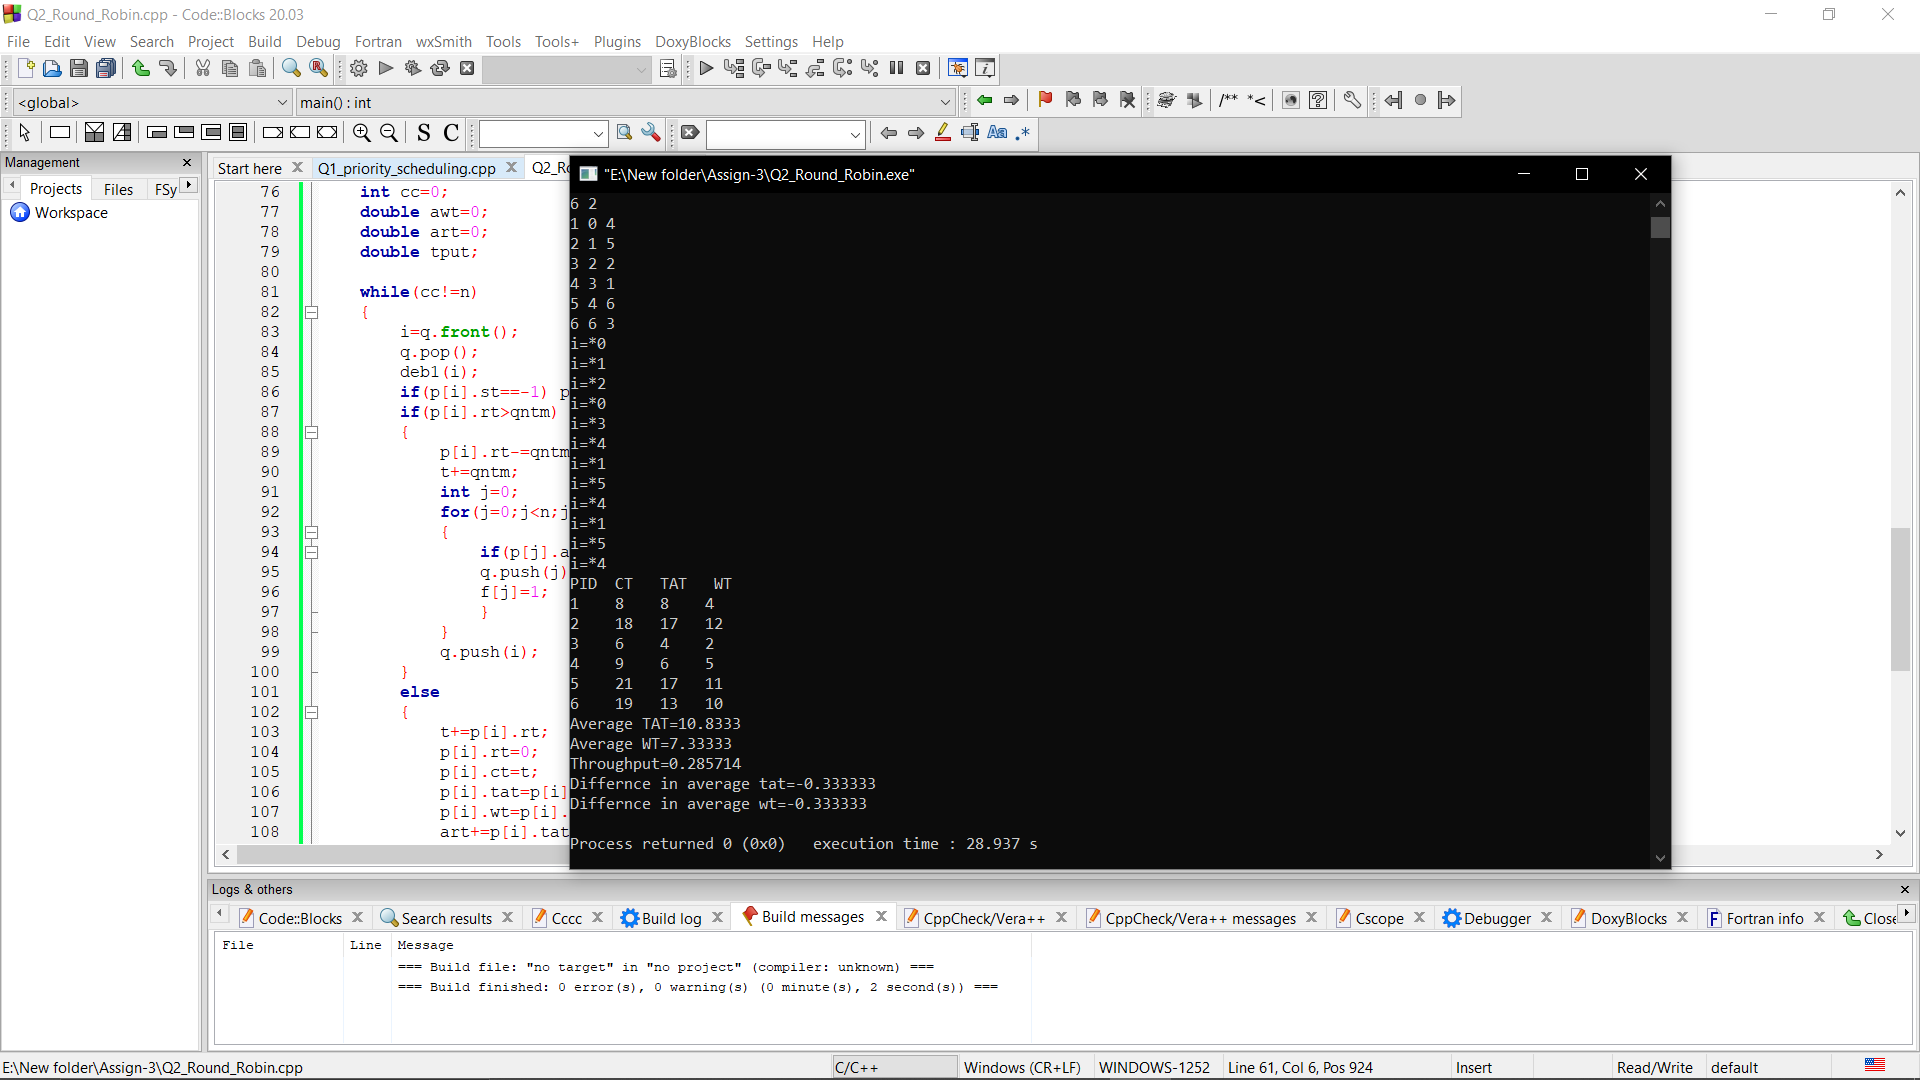 Q2_Round_Robin.cpp - Code::Blocks 20.03
File Edit View Search Project Build Debug Fortran wxSmith Tools Tools+ Plugins DoxyBlocks Settings Help
<global> main() : int
/** *<
S C Aa .*
Management
Projects Files FSy
Workspace
Start here Q1_priority_scheduling.cpp Q2_Ro
76 int cc=0;
77 double awt=0;
78 double art=0;
79 double tput;
80
81 while(cc!=n)
82 {
83 i=q.front();
84 q.pop();
85 deb1(i);
86 if(p[i].st==-1) p
87 if(p[i].rt>qntm)
88 {
89 p[i].rt-=qntm
90 t+=qntm;
91 int j=0;
92 for(j=0;j<n;j
93 {
94 if(p[j].a
95 q.push(j)
96 f[j]=1;
97 }
98 }
99 q.push(i);
100 }
101 else
102 {
103 t+=p[i].rt;
104 p[i].rt=0;
105 p[i].ct=t;
106 p[i].tat=p[i]
107 p[i].wt=p[i].
108 art+=p[i].tat
"E:\New folder\Assign-3\Q2_Round_Robin.exe"
6 2
1 0 4
2 1 5
3 2 2
4 3 1
5 4 6
6 6 3
i=*0
i=*1
i=*2
i=*0
i=*3
i=*4
i=*1
i=*5
i=*4
i=*1
i=*5
i=*4
PID CT TAT WT
1 8 8 4
2 18 17 12
3 6 4 2
4 9 6 5
5 21 17 11
6 19 13 10
Average TAT=10.8333
Average WT=7.33333
Throughput=0.285714
Differnce in average tat=-0.333333
Differnce in average wt=-0.333333
Process returned 0 (0x0) execution time : 28.937 s
Logs & others
Code::Blocks Search results Cccc Build log Build messages CppCheck/Vera++ CppCheck/Vera++ messages Cscope Debugger DoxyBlocks Fortran info Close
File Line Message
=== Build file: "no target" in "no project" (compiler: unknown) ===
=== Build finished: 0 error(s), 0 warning(s) (0 minute(s), 2 second(s)) ===
E:\New folder\Assign-3\Q2_Round_Robin.cpp C/C++ Windows (CR+LF) WINDOWS-1252 Line 61, Col 6, Pos 924 Insert Read/Write default